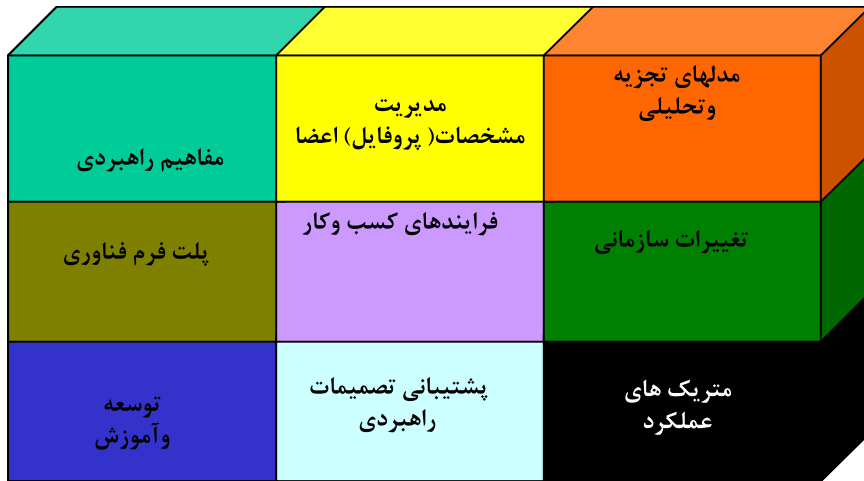 مدلهای تجزیه
وتحلیلی
مدیریت
مشخصات( پروفایل) اعضا
مفاهیم راهبردی
تغییرات سازمانی
فرایندهای کسب وکار
پلت فرم فناوری
متریک های
عملکرد
پشتیبانی تصمیمات
راهبردی
توسعه
وآموزش